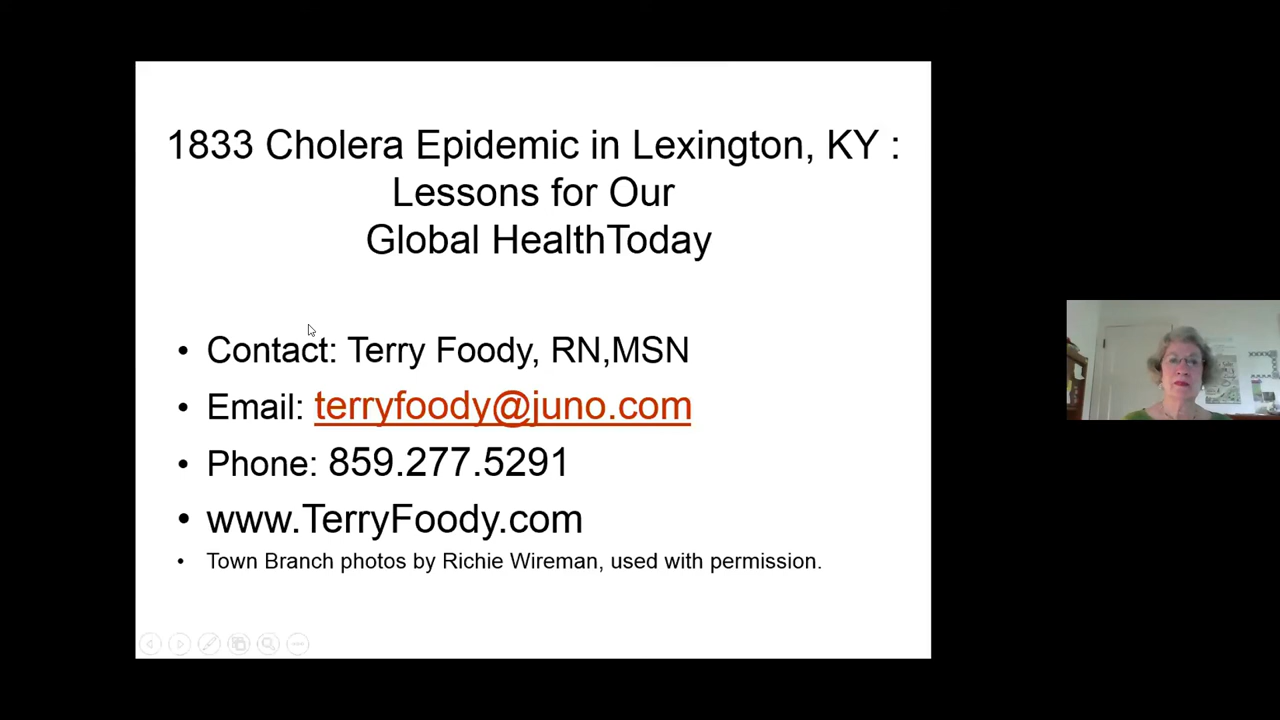 1833 Cholera Epidemic in Lexington, KY :
Lessons for Our
Global HealthToday
• Contact: Terry Foody, RN,MSN
• Email: terryfoody@juno.com
• Phone: 859.277.5291
• www.TerryFoody.com
• Town Branch photos by Richie Wireman, used with permission.